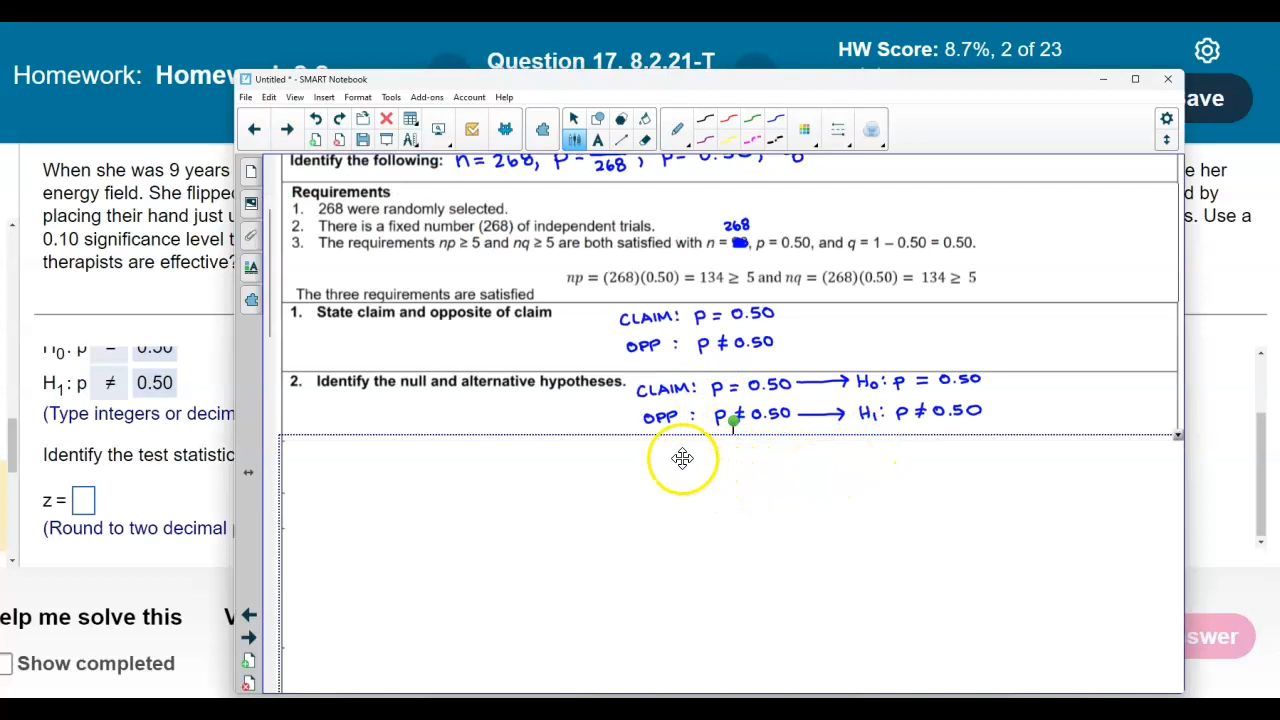 Homework:
Question 17, 8.2.21-T
HW Score: 8.7%, 2 of 23
Untitled * - SMART Notebook
File Edit View Insert Format Tools Add-ons Account Help
When she was 9 years
energy field. She flipped
placing their hand just
0.10 significance level t
therapists are effective?
her
d by
s. Use a
H0: p = 0.50
H1: p ≠ 0.50
(Type integers or decim
Identify the test statistic
z =
(Round to two decimal
elp me solve this
Show completed
Identify the following: n = 268, p
268
Requirements
1. 268 were randomly selected.
2. There is a fixed number (268) of independent trials.
268
3. The requirements np ≥ 5 and nq ≥ 5 are both satisfied with n = , p = 0.50, and q = 1 – 0.50 = 0.50.
np = (268)(0.50) = 134 ≥ 5 and nq = (268)(0.50) = 134 ≥ 5
The three requirements are satisfied
1. State claim and opposite of claim
CLAIM: p = 0.50
OPP : p ≠ 0.50
2. Identify the null and alternative hypotheses.
CLAIM: p = 0.50 → H0: p = 0.50
OPP : p ≠ 0.50 → H1: p ≠ 0.50